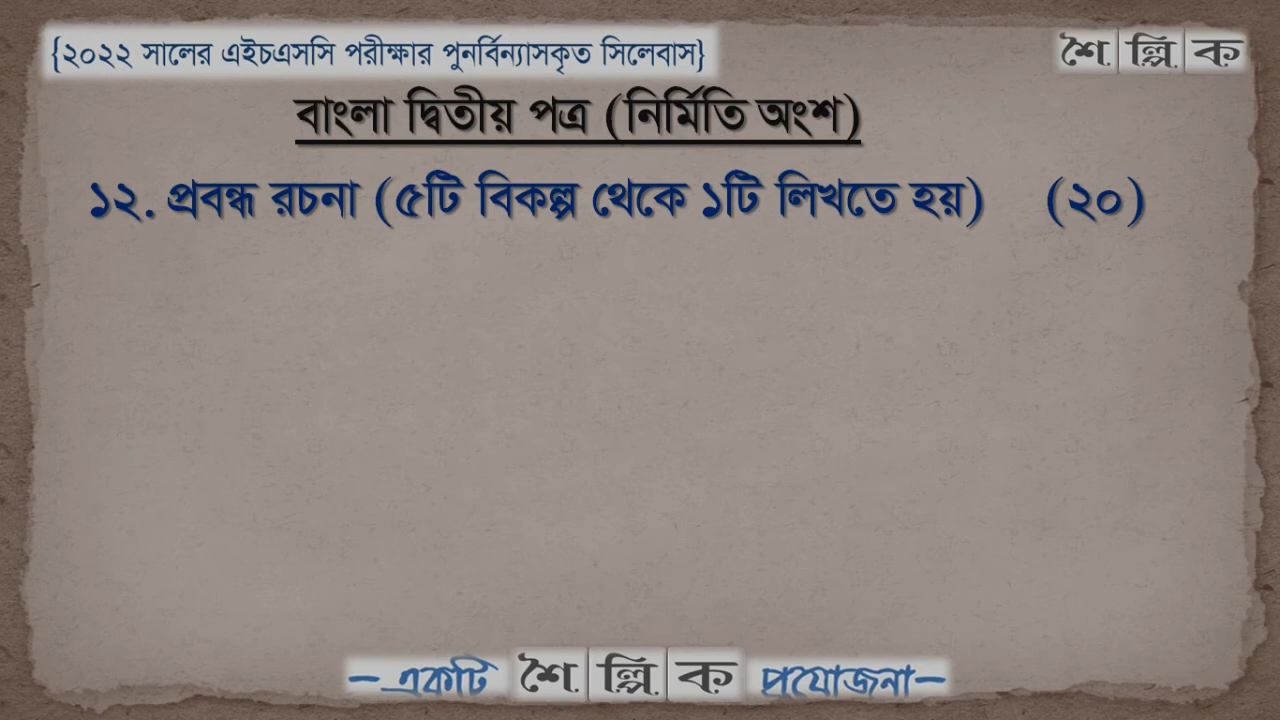 {২০২২ সালের এইচএসসি পরীক্ষার পুনর্বিন্যাসকৃত সিলেবাস}
শৈল্পিক
বাংলা দ্বিতীয় পত্র (নির্মিতি অংশ)
১২. প্রবন্ধ রচনা (৫টি বিকল্প থেকে ১টি লিখতে হয়) (২০)
–একটি শৈল্পিক প্রযোজনা–